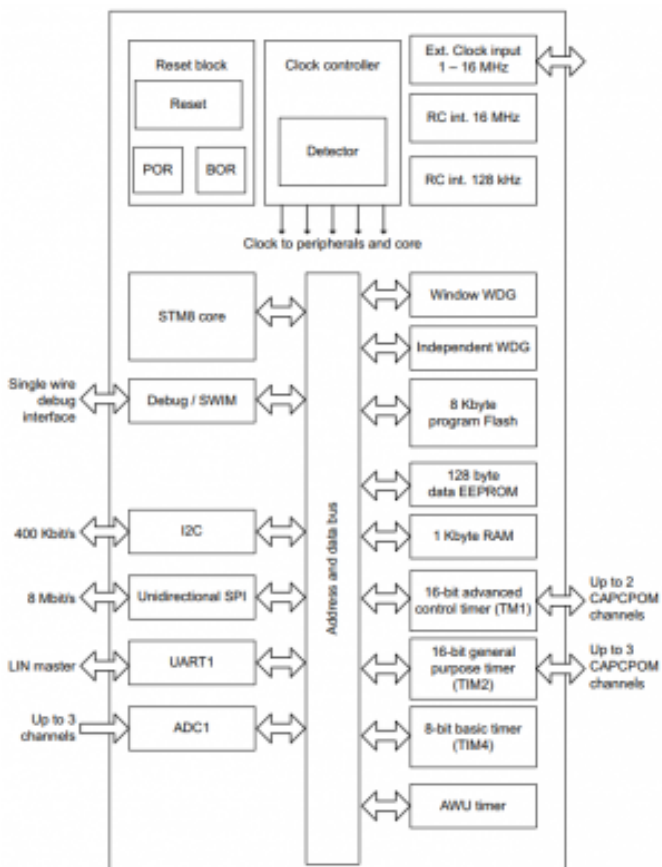 Reset block
Reset
POR
BOR
Clock controller
Detector
Ext. Clock input
1 – 16 MHz
RC int. 16 MHz
RC int. 128 kHz
Clock to peripherals and core
STM8 core
Single wire
debug
interface
Debug / SWIM
400 Kbit/s
I2C
8 Mbit/s
Unidirectional SPI
LIN master
UART1
Up to 3
channels
ADC1
Address and data bus
Window WDG
Independent WDG
8 Kbyte
program Flash
128 byte
data EEPROM
1 Kbyte RAM
16-bit advanced
control timer (TM1)
Up to 2
CAPCPOM
channels
16-bit general
purpose timer
(TIM2)
Up to 3
CAPCPOM
channels
8-bit basic timer
(TIM4)
AWU timer